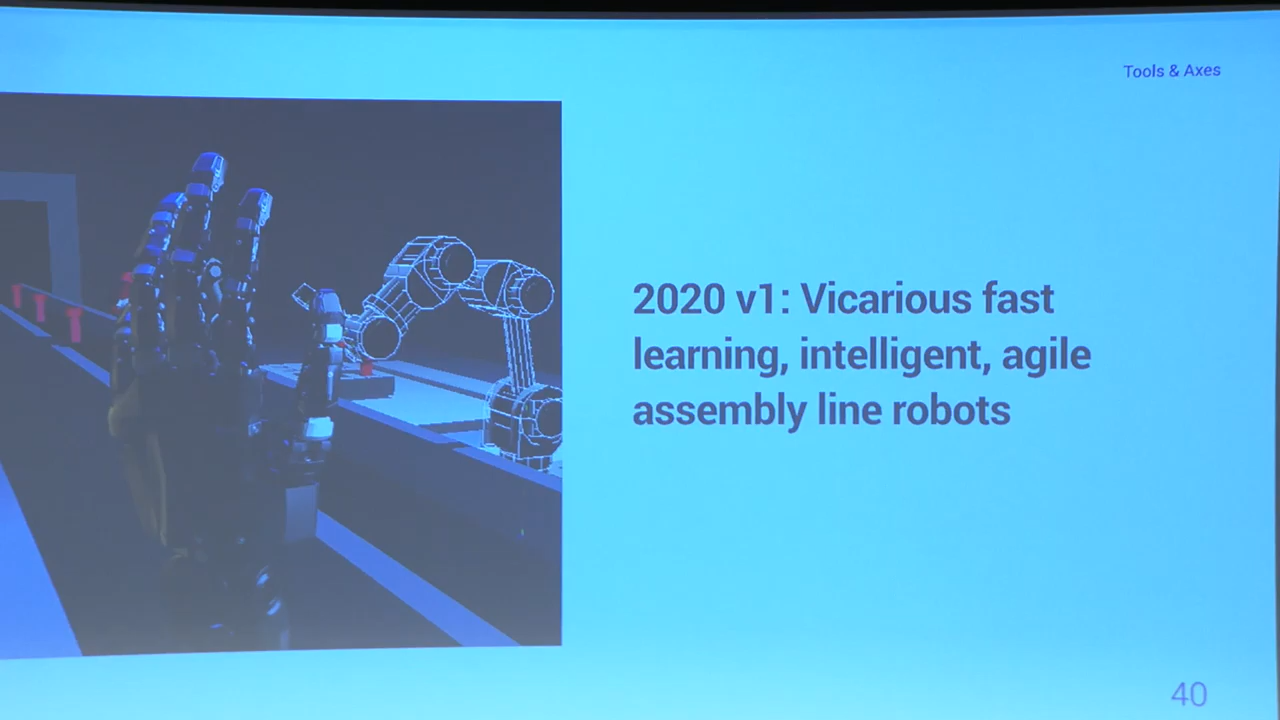 Tools & Axes
2020 v1: Vicarious fast
learning, intelligent, agile
assembly line robots
40